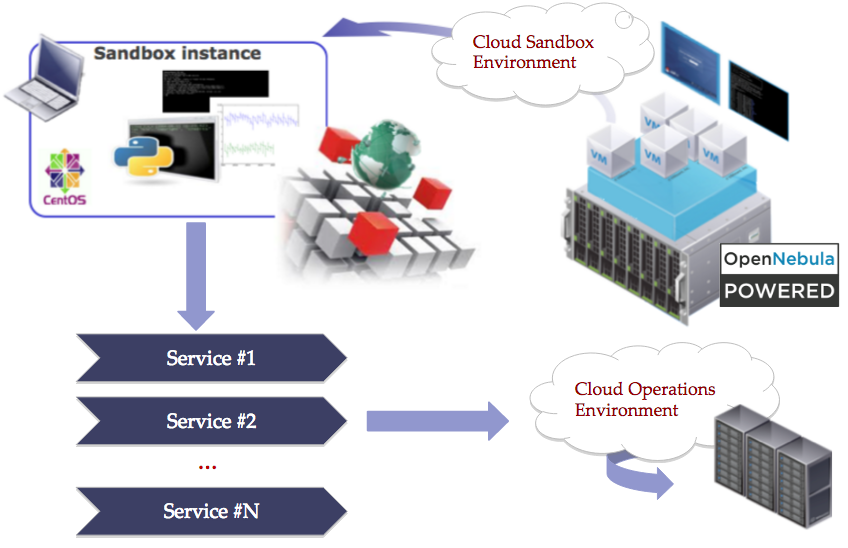 Sandbox instance
Cloud Sandbox
Environment
CentOS
VM
VM
VM
VM
OpenNebula
POWERED
Service #1
Service #2
...
Service #N
Cloud Operations
Environment